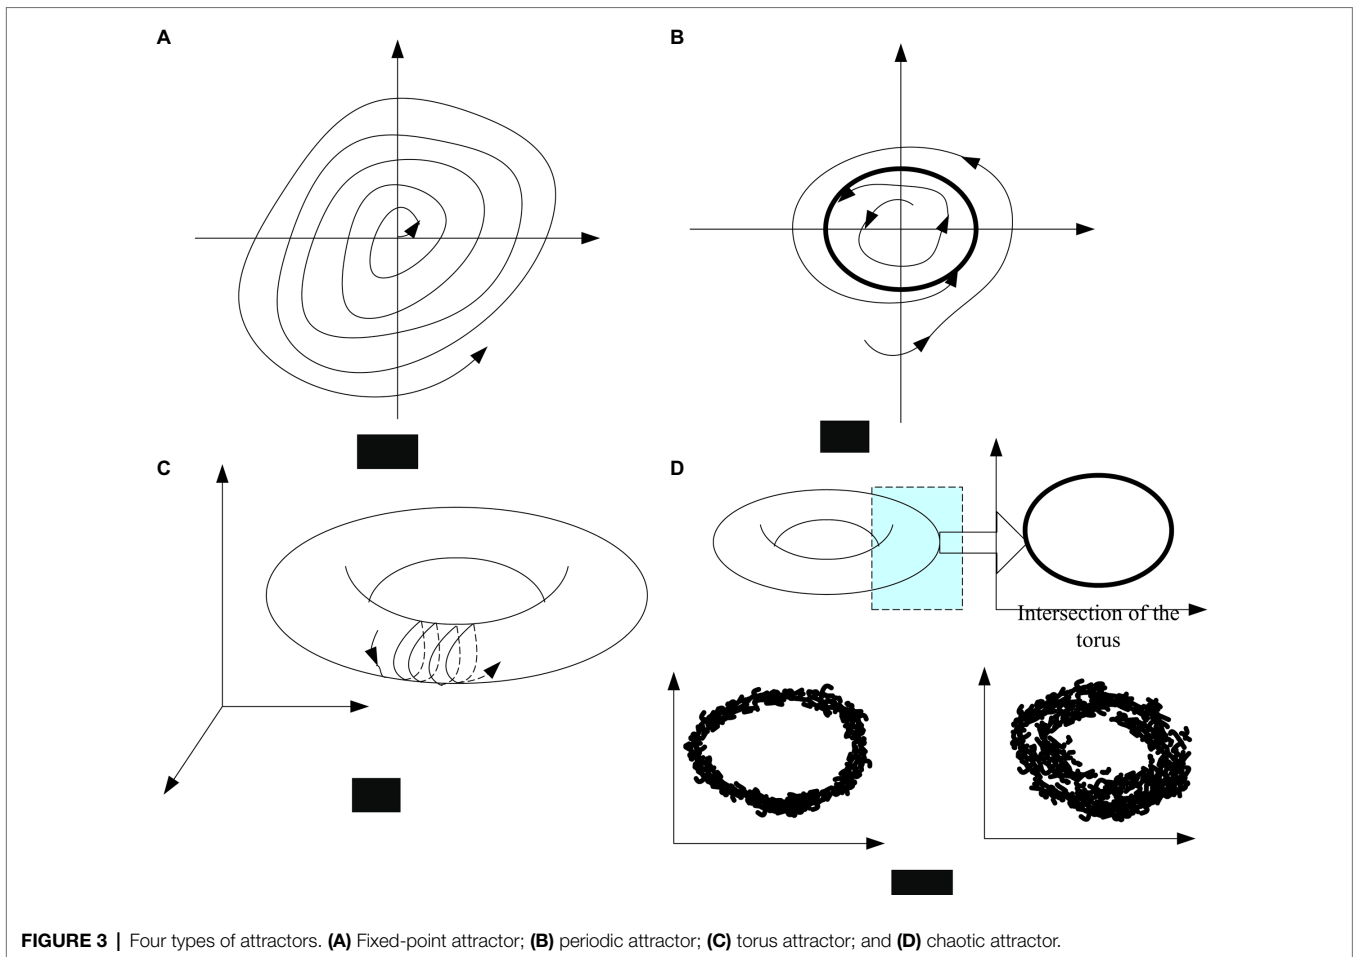 A
B
C
D
Intersection of the
torus
FIGURE 3 | Four types of attractors. (A) Fixed-point attractor; (B) periodic attractor; (C) torus attractor; and (D) chaotic attractor.